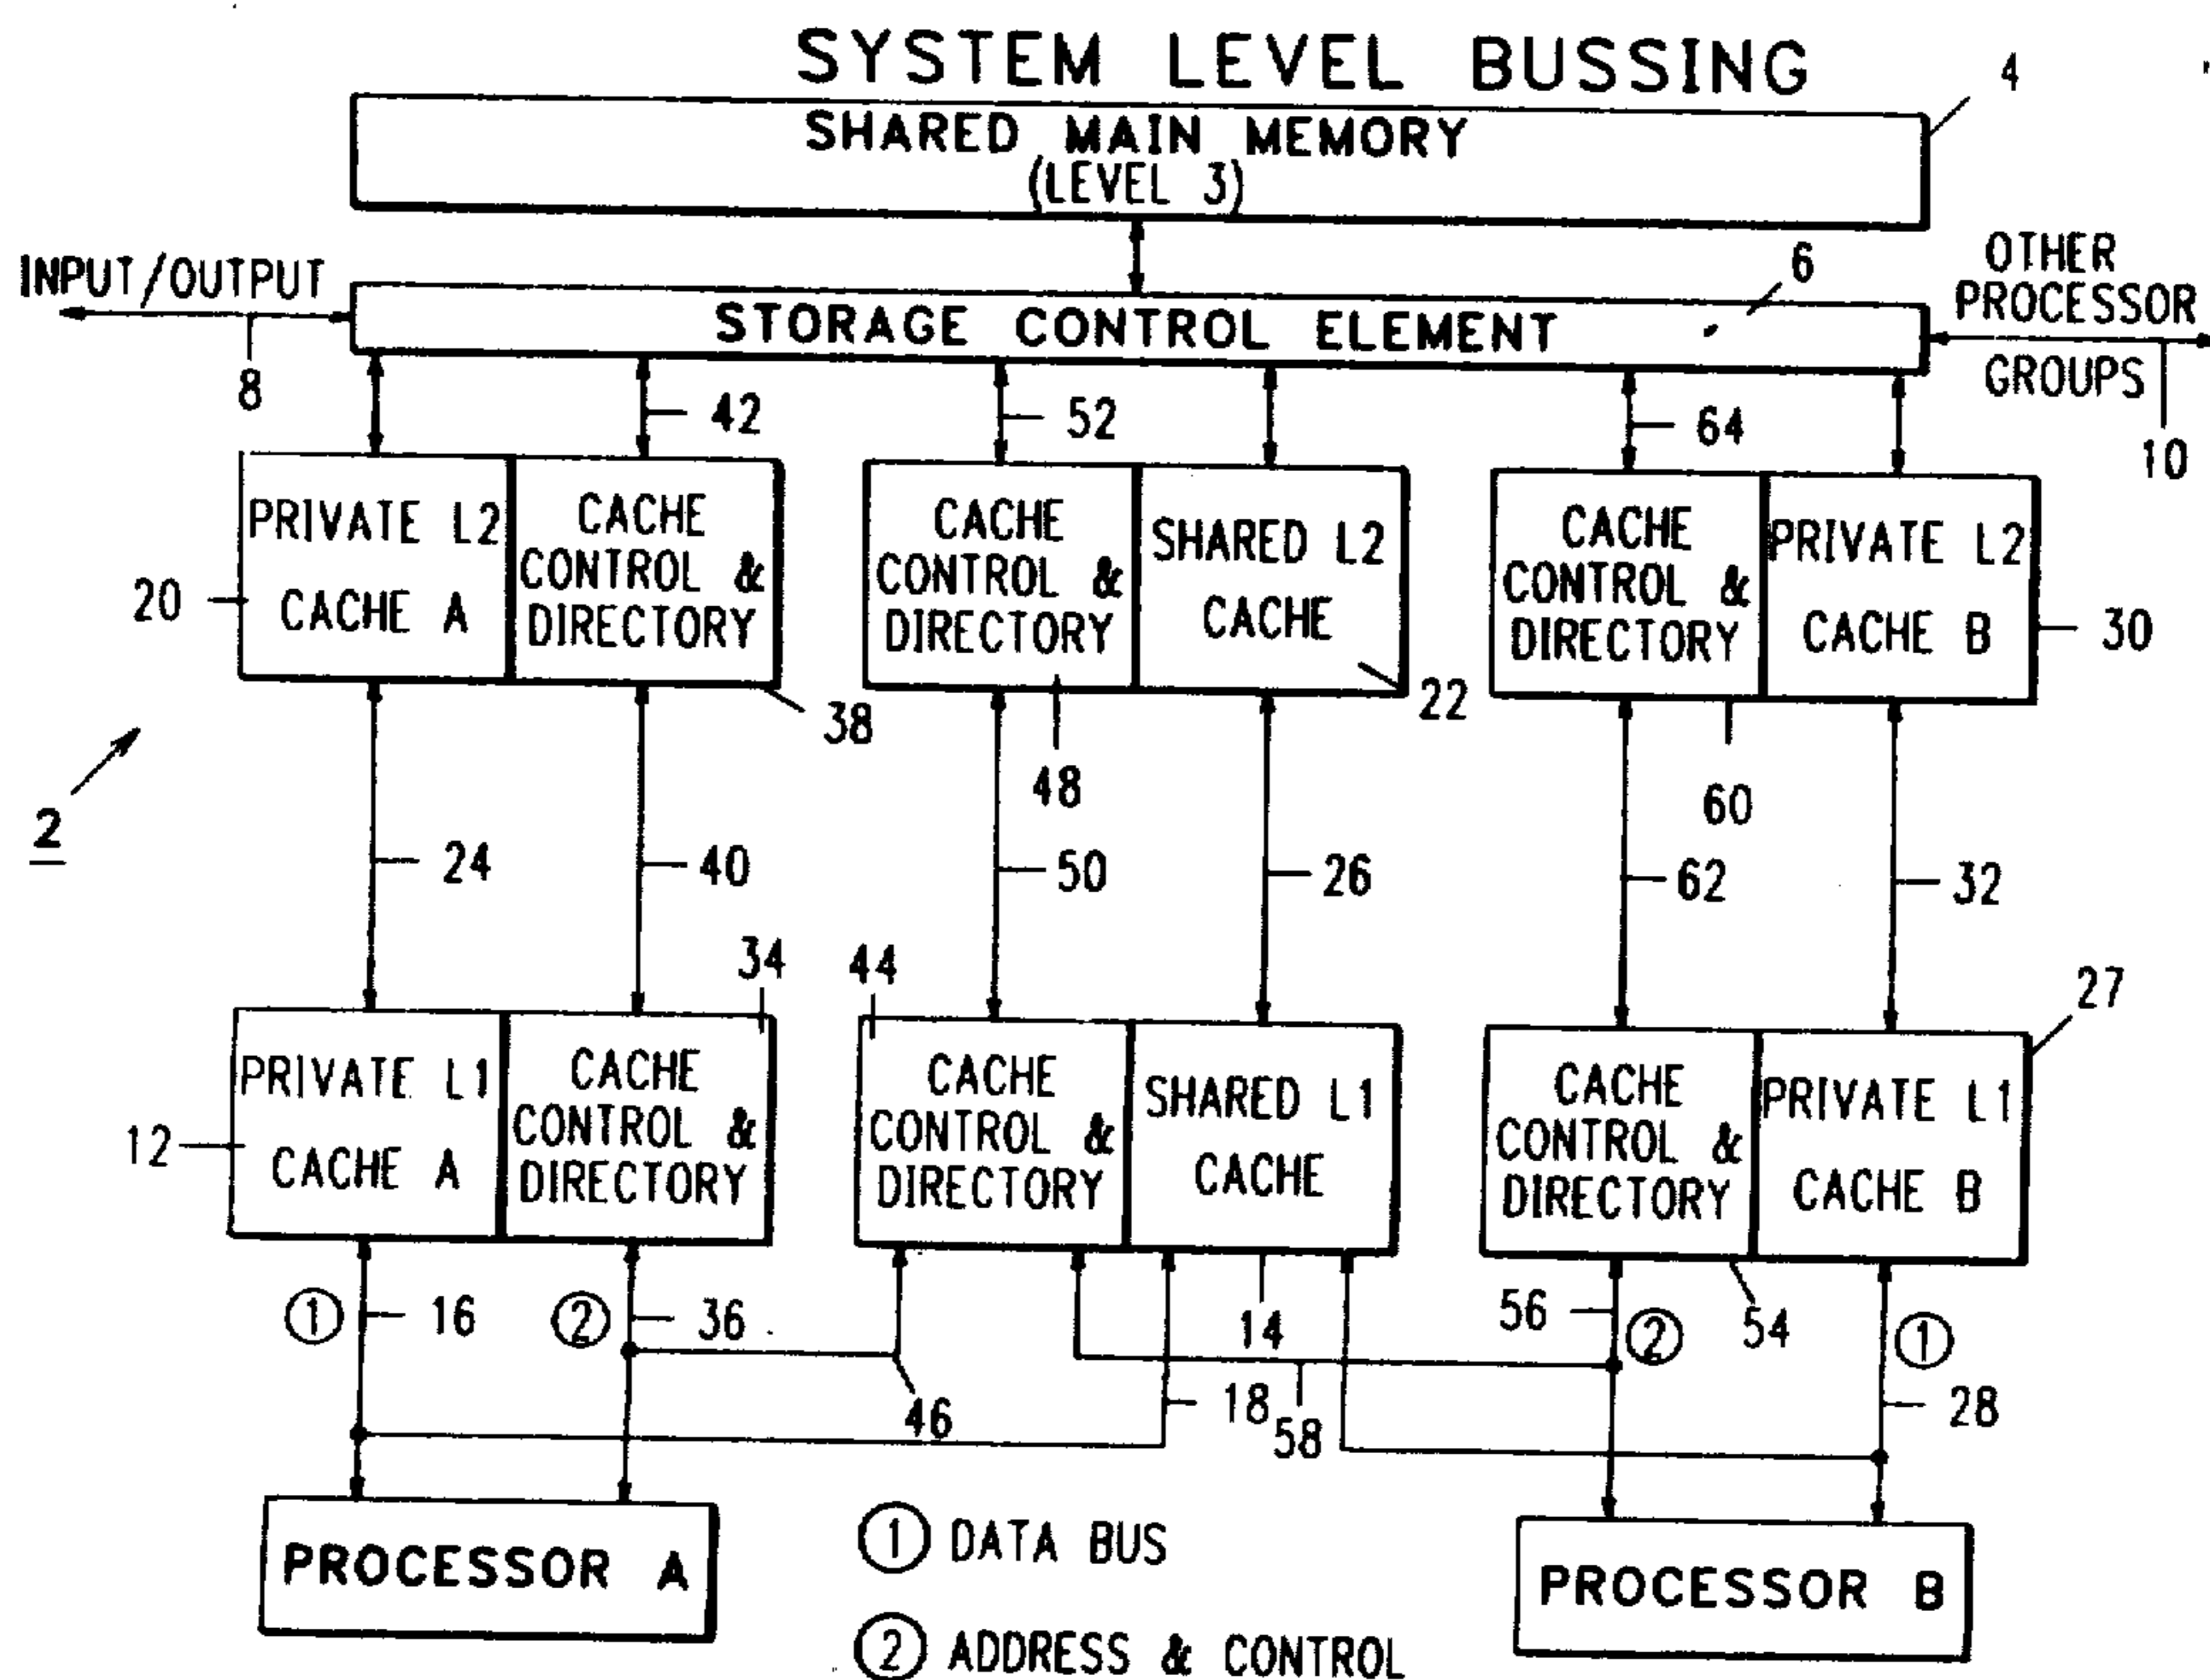 SYSTEM LEVEL BUSSING
4
SHARED MAIN MEMORY
(LEVEL 3)
INPUT/OUTPUT
8
STORAGE CONTROL ELEMENT
6
OTHER
PROCESSOR
GROUPS
10
42
52
64
PRIVATE L2
CACHE A
20
CACHE
CONTROL &
DIRECTORY
38
CACHE
CONTROL &
DIRECTORY
48
SHARED L2
CACHE
22
CACHE
CONTROL &
DIRECTORY
60
PRIVATE L2
CACHE B
30
2
24
40
50
26
62
32
34
44
27
PRIVATE L1
CACHE A
12
CACHE
CONTROL &
DIRECTORY
CACHE
CONTROL &
DIRECTORY
SHARED L1
CACHE
CACHE
CONTROL &
DIRECTORY
PRIVATE L1
CACHE B
① 16
② 36
14
56
②
54
①
46
18
58
28
PROCESSOR A
① DATA BUS
② ADDRESS & CONTROL
PROCESSOR B